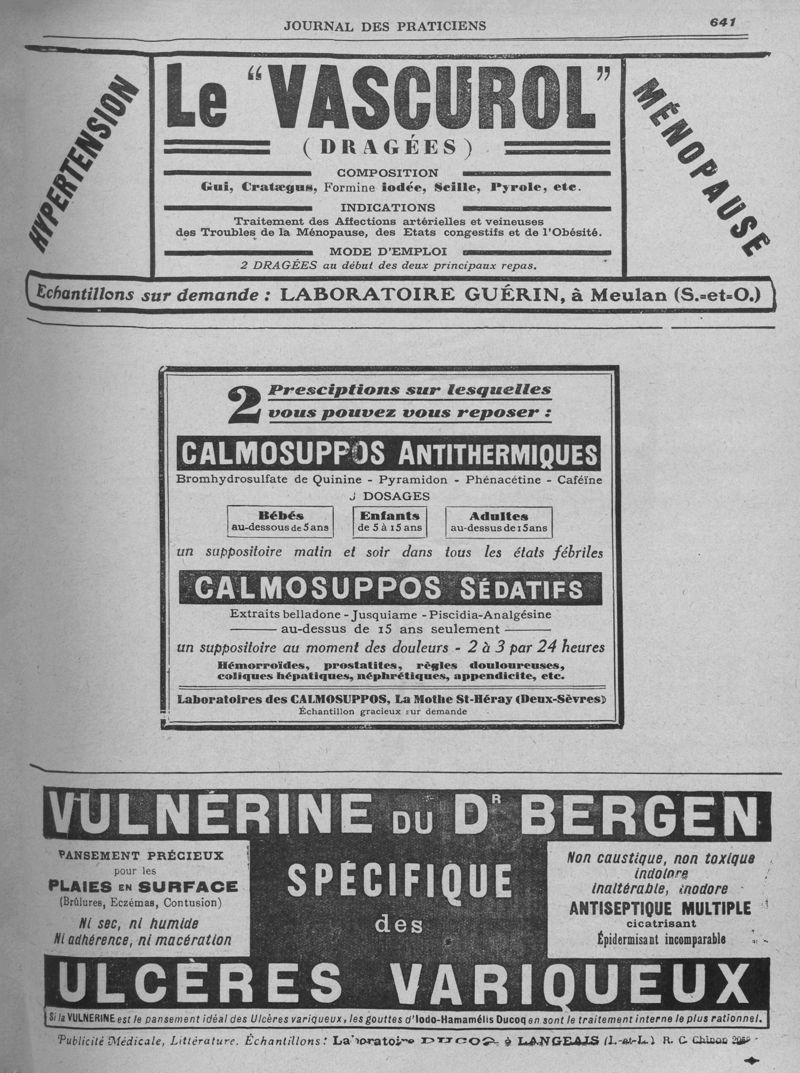 JOURNAL DES PRATICIENS
641
HYPERTENSION
Le "VASCUROL"
(DRAGÉES)
MÉNOPAUSE
COMPOSITION
Gui, Cratægus, Formine iodée, Scille, Pyrole, etc.
INDICATIONS
Traitement des Affections artérielles et veineuses
des Troubles de la Ménopause, des Etats congestifs et de l'Obésité.
MODE D'EMPLOI
2 DRAGÉES au début des deux principaux repas.
Echantillons sur demande : LABORATOIRE GUÉRIN, à Meulan (S.=et=O.)
2 Presciptions sur lesquelles
vous pouvez vous reposer :
CALMOSUPPOS ANTITHERMIQUES
Bromhydrosulfate de Quinine - Pyramidon - Phénacétine - Caféïne
DOSAGES
Bébés
au-dessous de 5 ans
Enfants
de 5 à 15 ans
Adultes
au-dessus de 15 ans
un suppositoire matin et soir dans tous les états fébriles
CALMOSUPPOS SÉDATIFS
Extraits belladone - Jusquiame - Piscidia-Analgésine
au-dessus de 15 ans seulement
un suppositoire au moment des douleurs - 2 à 3 par 24 heures
Hémorroïdes, prostatites, règles douloureuses,
coliques hépatiques, néphrétiques, appendicite, etc.
Laboratoires des CALMOSUPPOS, La Mothe St-Héray (Deux-Sèvres)
Échantillon gracieux sur demande
VULNÉRINE DU Dr BERGEN
PANSEMENT PRÉCIEUX
pour les
PLAIES EN SURFACE
(Brûlures, Eczémas, Contusion)
Ni sec, ni humide
Ni adhérence, ni macération
SPÉCIFIQUE
des
Non caustique, non toxique
indolore
inaltérable, inodore
ANTISEPTIQUE MULTIPLE
cicatrisant
Épidermisant incomparable
ULCÈRES VARIQUEUX
Si la VULNERINE est le pansement idéal des Ulcères variqueux, les gouttes d'Iodo-Hamamélis Ducoq en sont le traitement interne le plus rationnel.
Publicité Médicale, Littérature. Échantillons : Laboratoire DUCOQ à LANGEAIS (I.-et-L.) R. C. Chinon